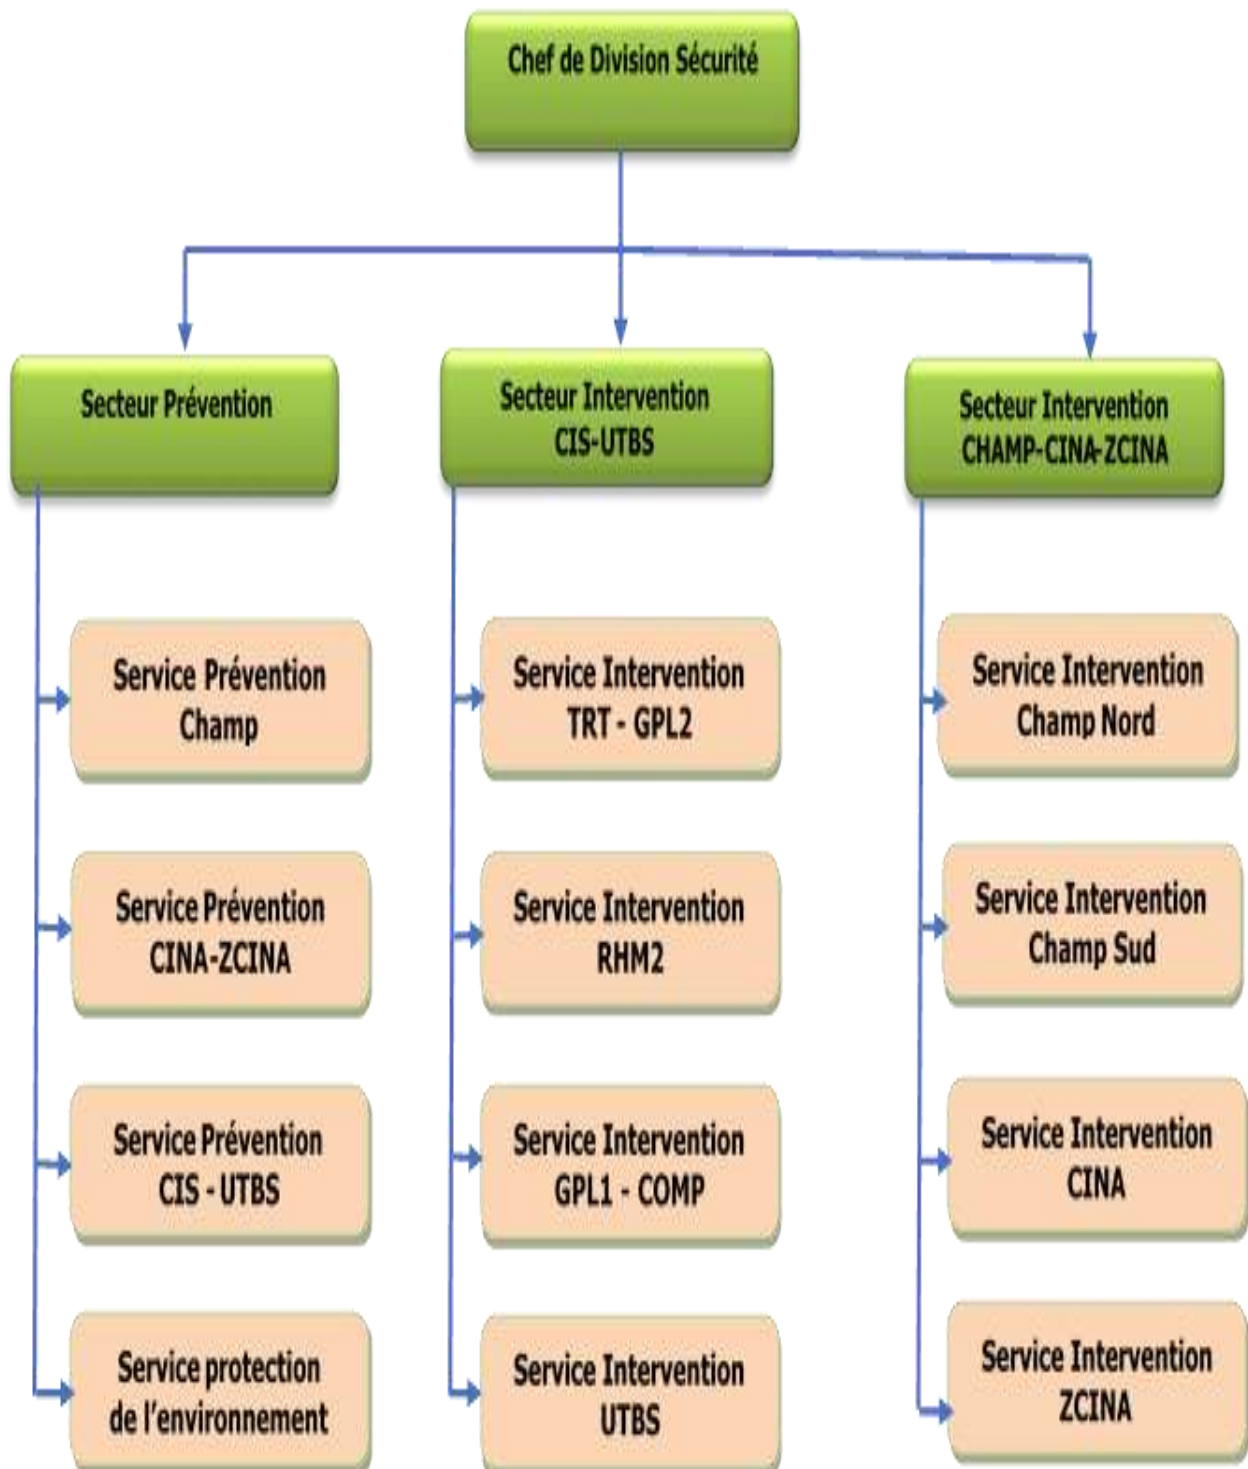 Chef de Division Sécurité
Secteur Prévention
Secteur Intervention
CIS-UTBS
Secteur Intervention
CHAMP-CINA-ZCINA
Service Prévention
Champ
Service Prévention
CINA-ZCINA
Service Prévention
CIS - UTBS
Service protection
de l'environnement
Service Intervention
TRT - GPL2
Service Intervention
RHM2
Service Intervention
GPL1 - COMP
Service Intervention
UTBS
Service Intervention
Champ Nord
Service Intervention
Champ Sud
Service Intervention
CINA
Service Intervention
ZCINA